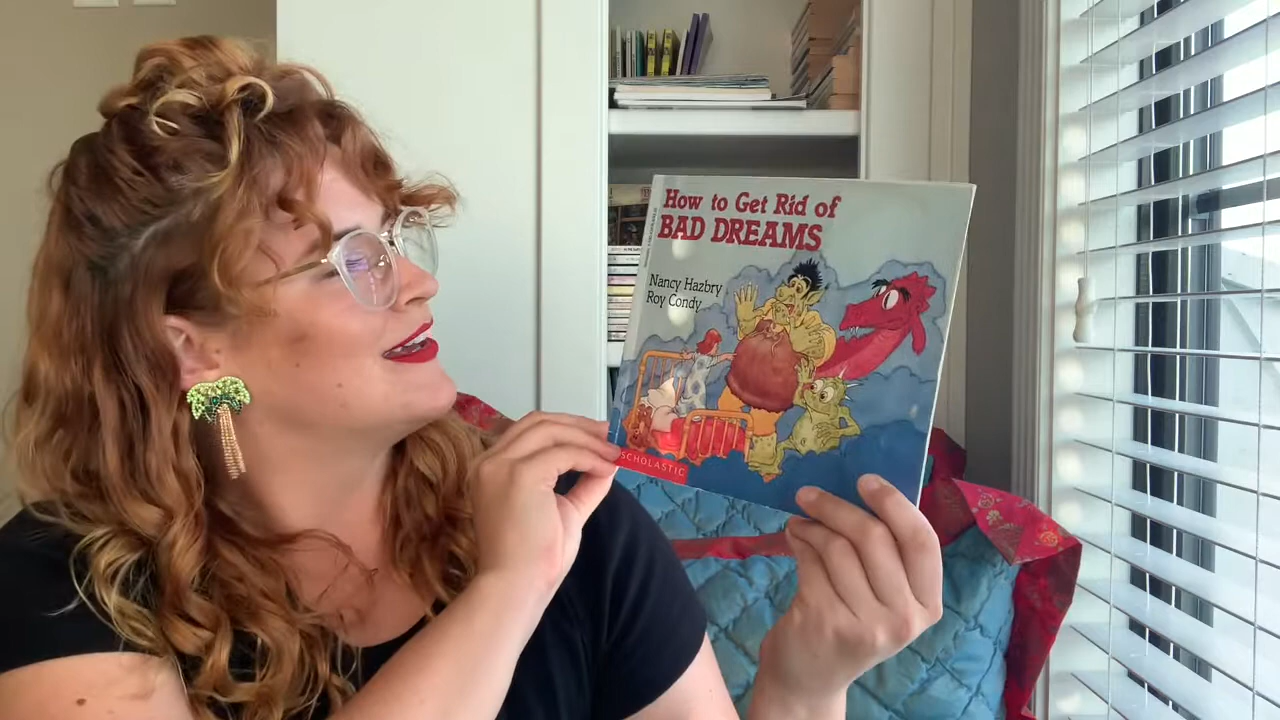 How to Get Rid of
BAD DREAMS
Nancy Hazbry
Roy Condy
SCHOLASTIC